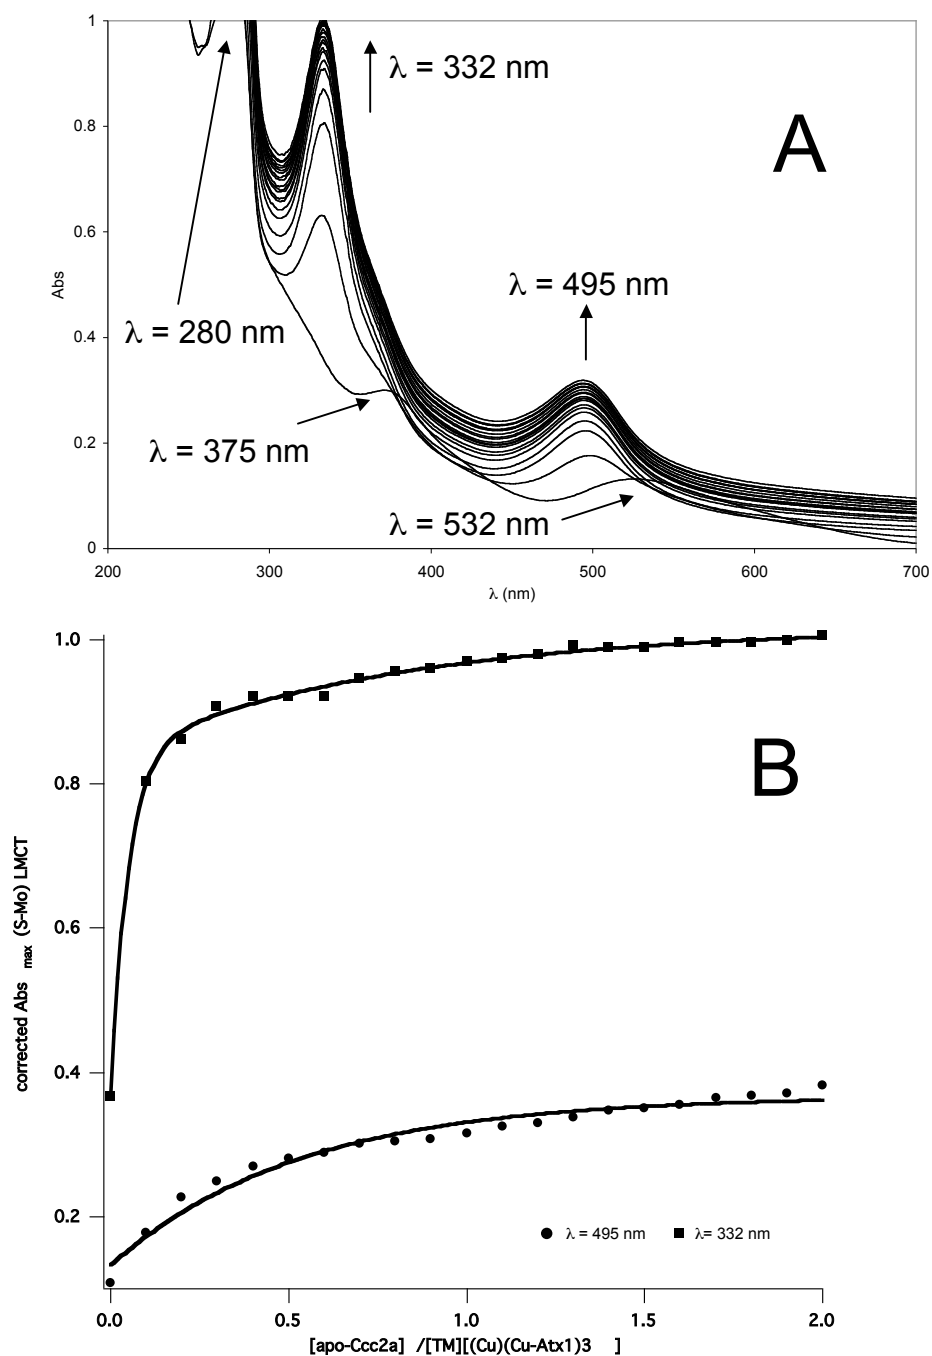 1
0.8
0.6
0.4
0.2
0
Abs
200
300
400
500
600
700
λ (nm)
λ = 332 nm
A
λ = 495 nm
λ = 280 nm
λ = 375 nm
λ = 532 nm
1.0
0.8
0.6
0.4
0.2
corrected Abs max (S-Mo) LMCT
B
λ = 495 nm
λ= 332 nm
0.0
0.5
1.0
1.5
2.0
[apo-Ccc2a] /[TM][(Cu)(Cu-Atx1)3 ]